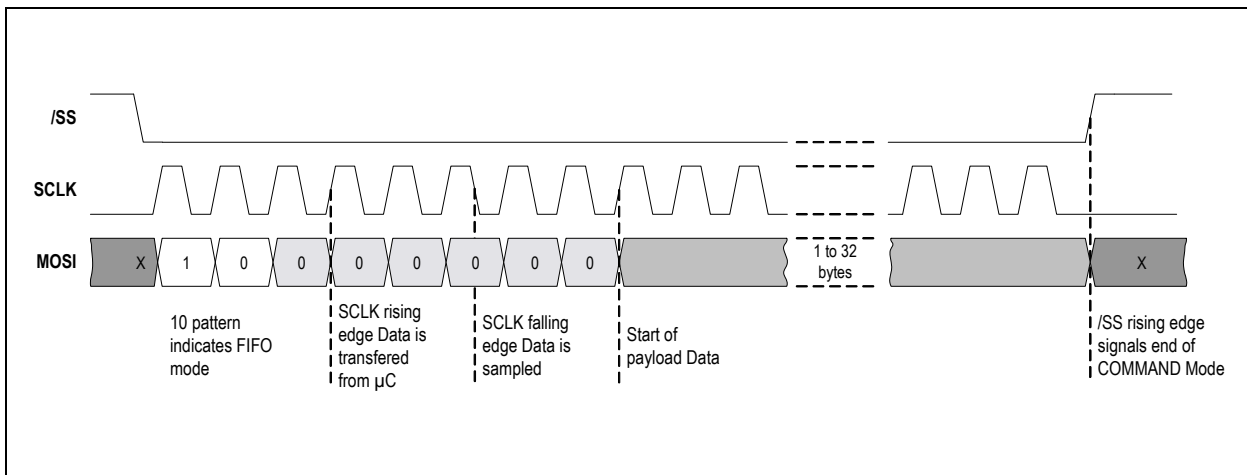 /SS
SCLK
MOSI
X 1 0 0 0 0 0 0 0
1 to 32
bytes
X
10 pattern
indicates FIFO
mode
SCLK rising
edge Data is
transfered
from µC
SCLK falling
edge Data is
sampled
Start of
payload Data
/SS rising edge
signals end of
COMMAND Mode